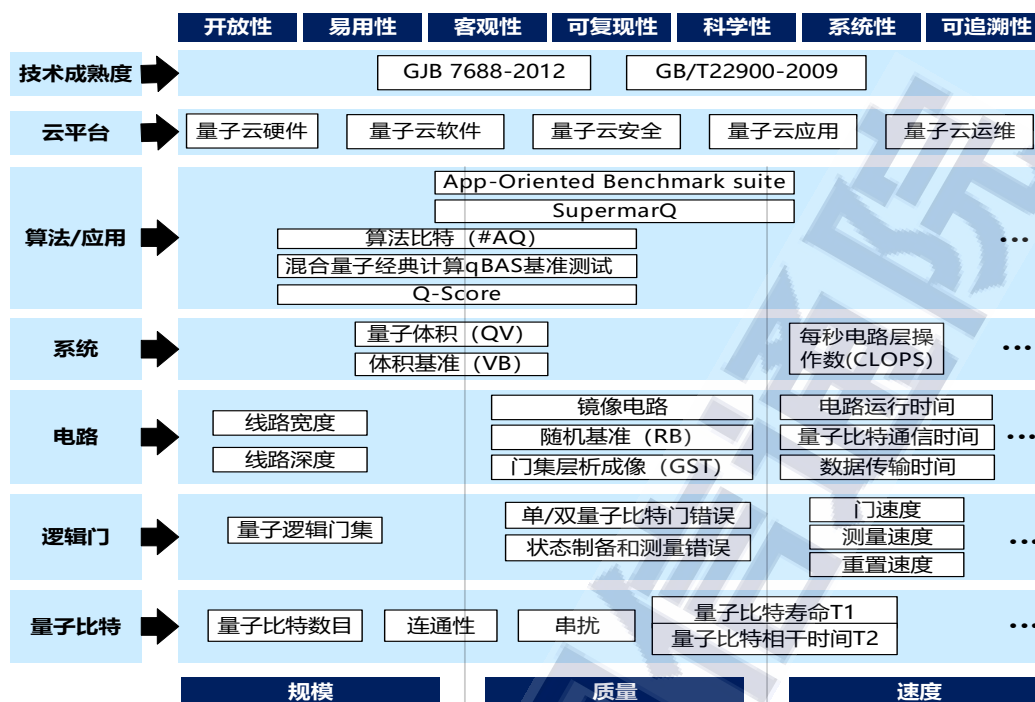 开放性 易用性 客观性 可复现性 科学性 系统性 可追溯性
技术成熟度 GJB 7688-2012 GB/T22900-2009
云平台 量子云硬件 量子云软件 量子云安全 量子云应用 量子云运维
算法/应用
App-Oriented Benchmark suite
SupermarQ
算法比特（#AQ）
混合量子经典计算qBAS基准测试
Q-Score
...
系统
量子体积（QV）
体积基准（VB）
每秒电路层操
作数(CLOPS)
...
电路
线路宽度
线路深度
镜像电路
随机基准（RB）
门集层析成像（GST）
电路运行时间
量子比特通信时间
数据传输时间
...
逻辑门
量子逻辑门集
单/双量子比特门错误
状态制备和测量错误
门速度
测量速度
重置速度
...
量子比特
量子比特数目
连通性
串扰
量子比特寿命T1
量子比特相干时间T2
...
规模 质量 速度
信通院